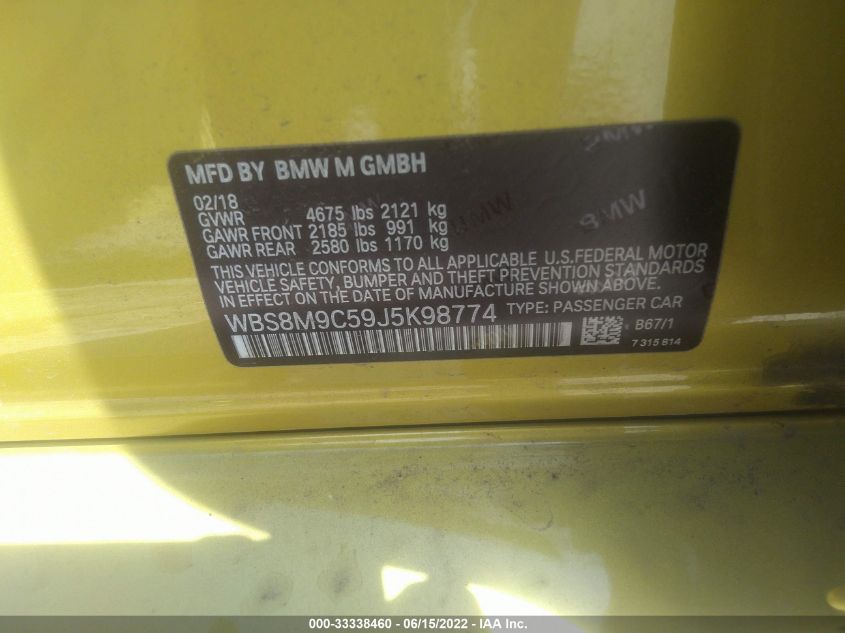 MFD BY BMW M GMBH
02/18
GVWR 4675 lbs 2121 kg
GAWR FRONT 2185 lbs 991 kg
GAWR REAR 2580 lbs 1170 kg
THIS VEHICLE CONFORMS TO ALL APPLICABLE U.S.FEDERAL MOTOR
VEHICLE SAFETY, BUMPER AND THEFT PREVENTION STANDARDS
IN EFFECT ON THE DATE OF MANUFACTURE SHOWN ABOVE.
WBS8M9C59J5K98774 TYPE: PASSENGER CAR
B67/1
7 315 814
BMW
BMW
BMW
000-33338460 - 06/15/2022 - IAA Inc.